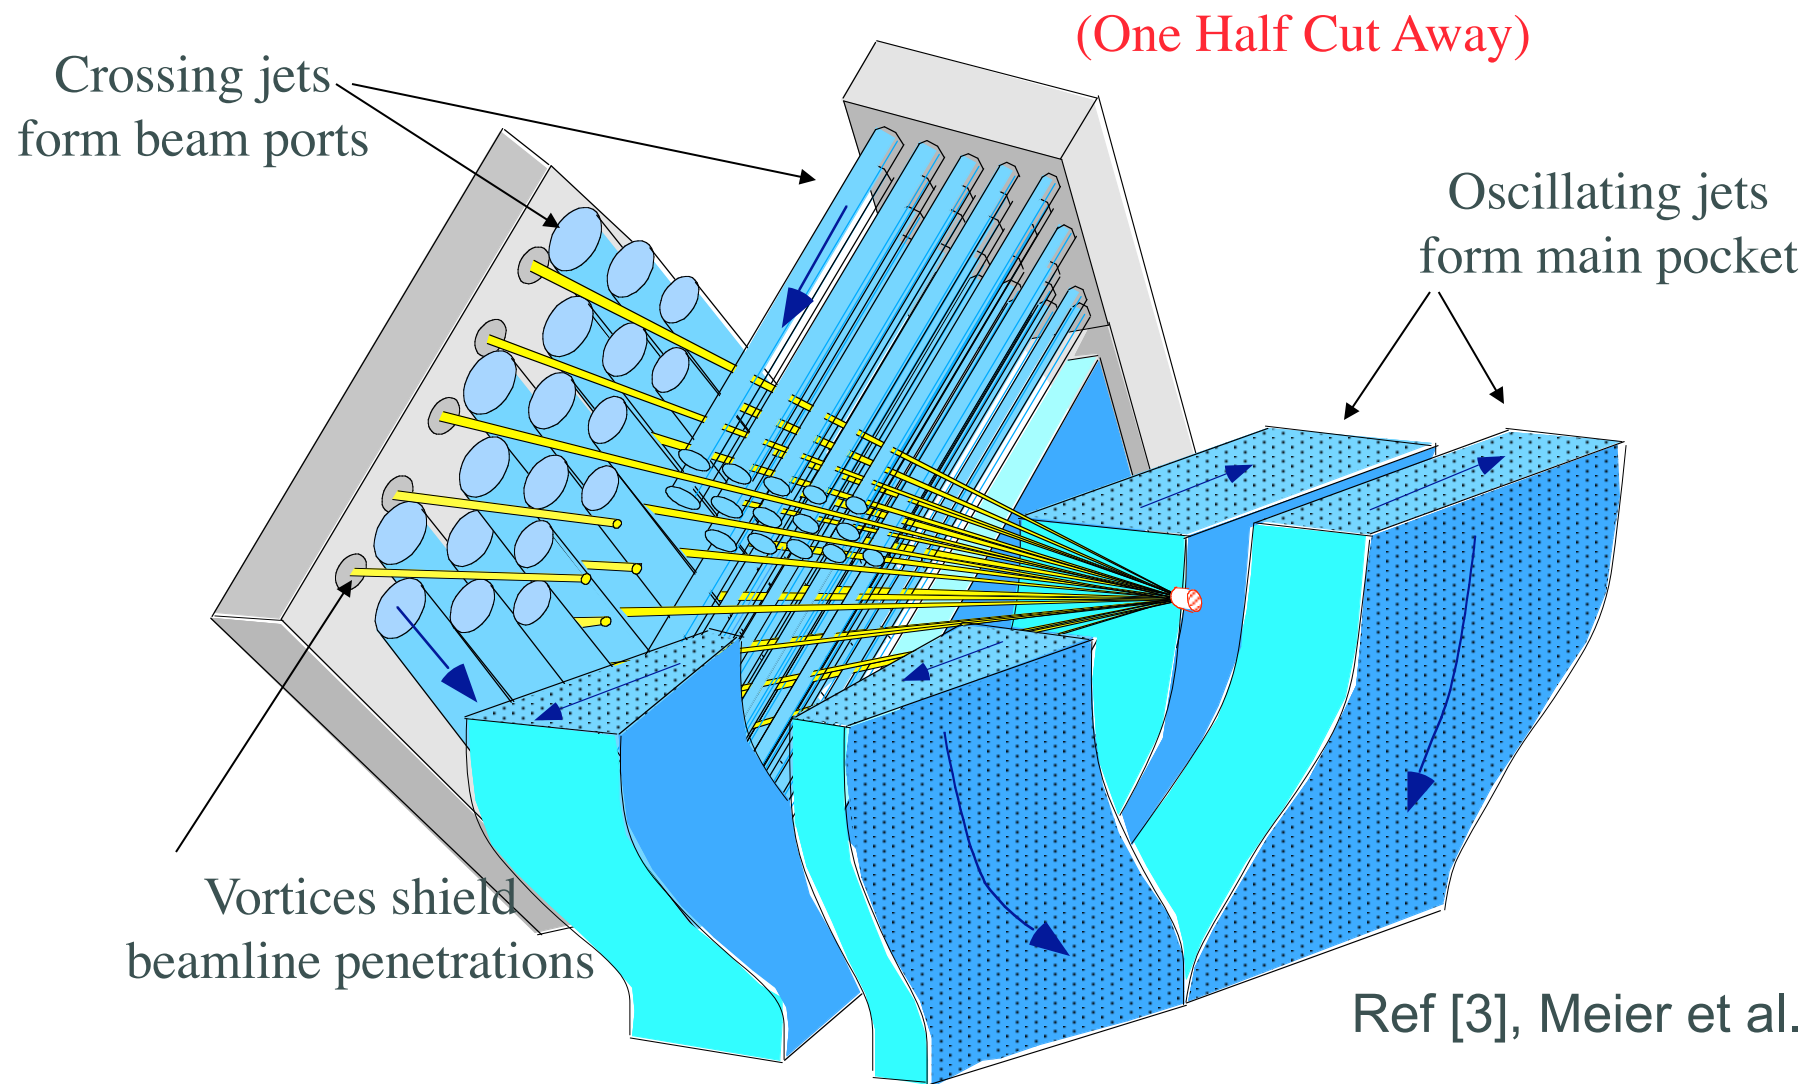 (One Half Cut Away)
Crossing jets
form beam ports
Oscillating jets
form main pocket
Vortices shield
beamline penetrations
Ref [3], Meier et al.